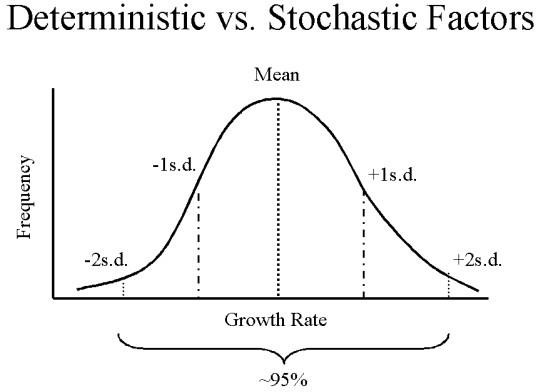 Deterministic vs. Stochastic Factors
Mean
-1s.d.
+1s.d.
Frequency
-2s.d.
+2s.d.
Growth Rate
~95%